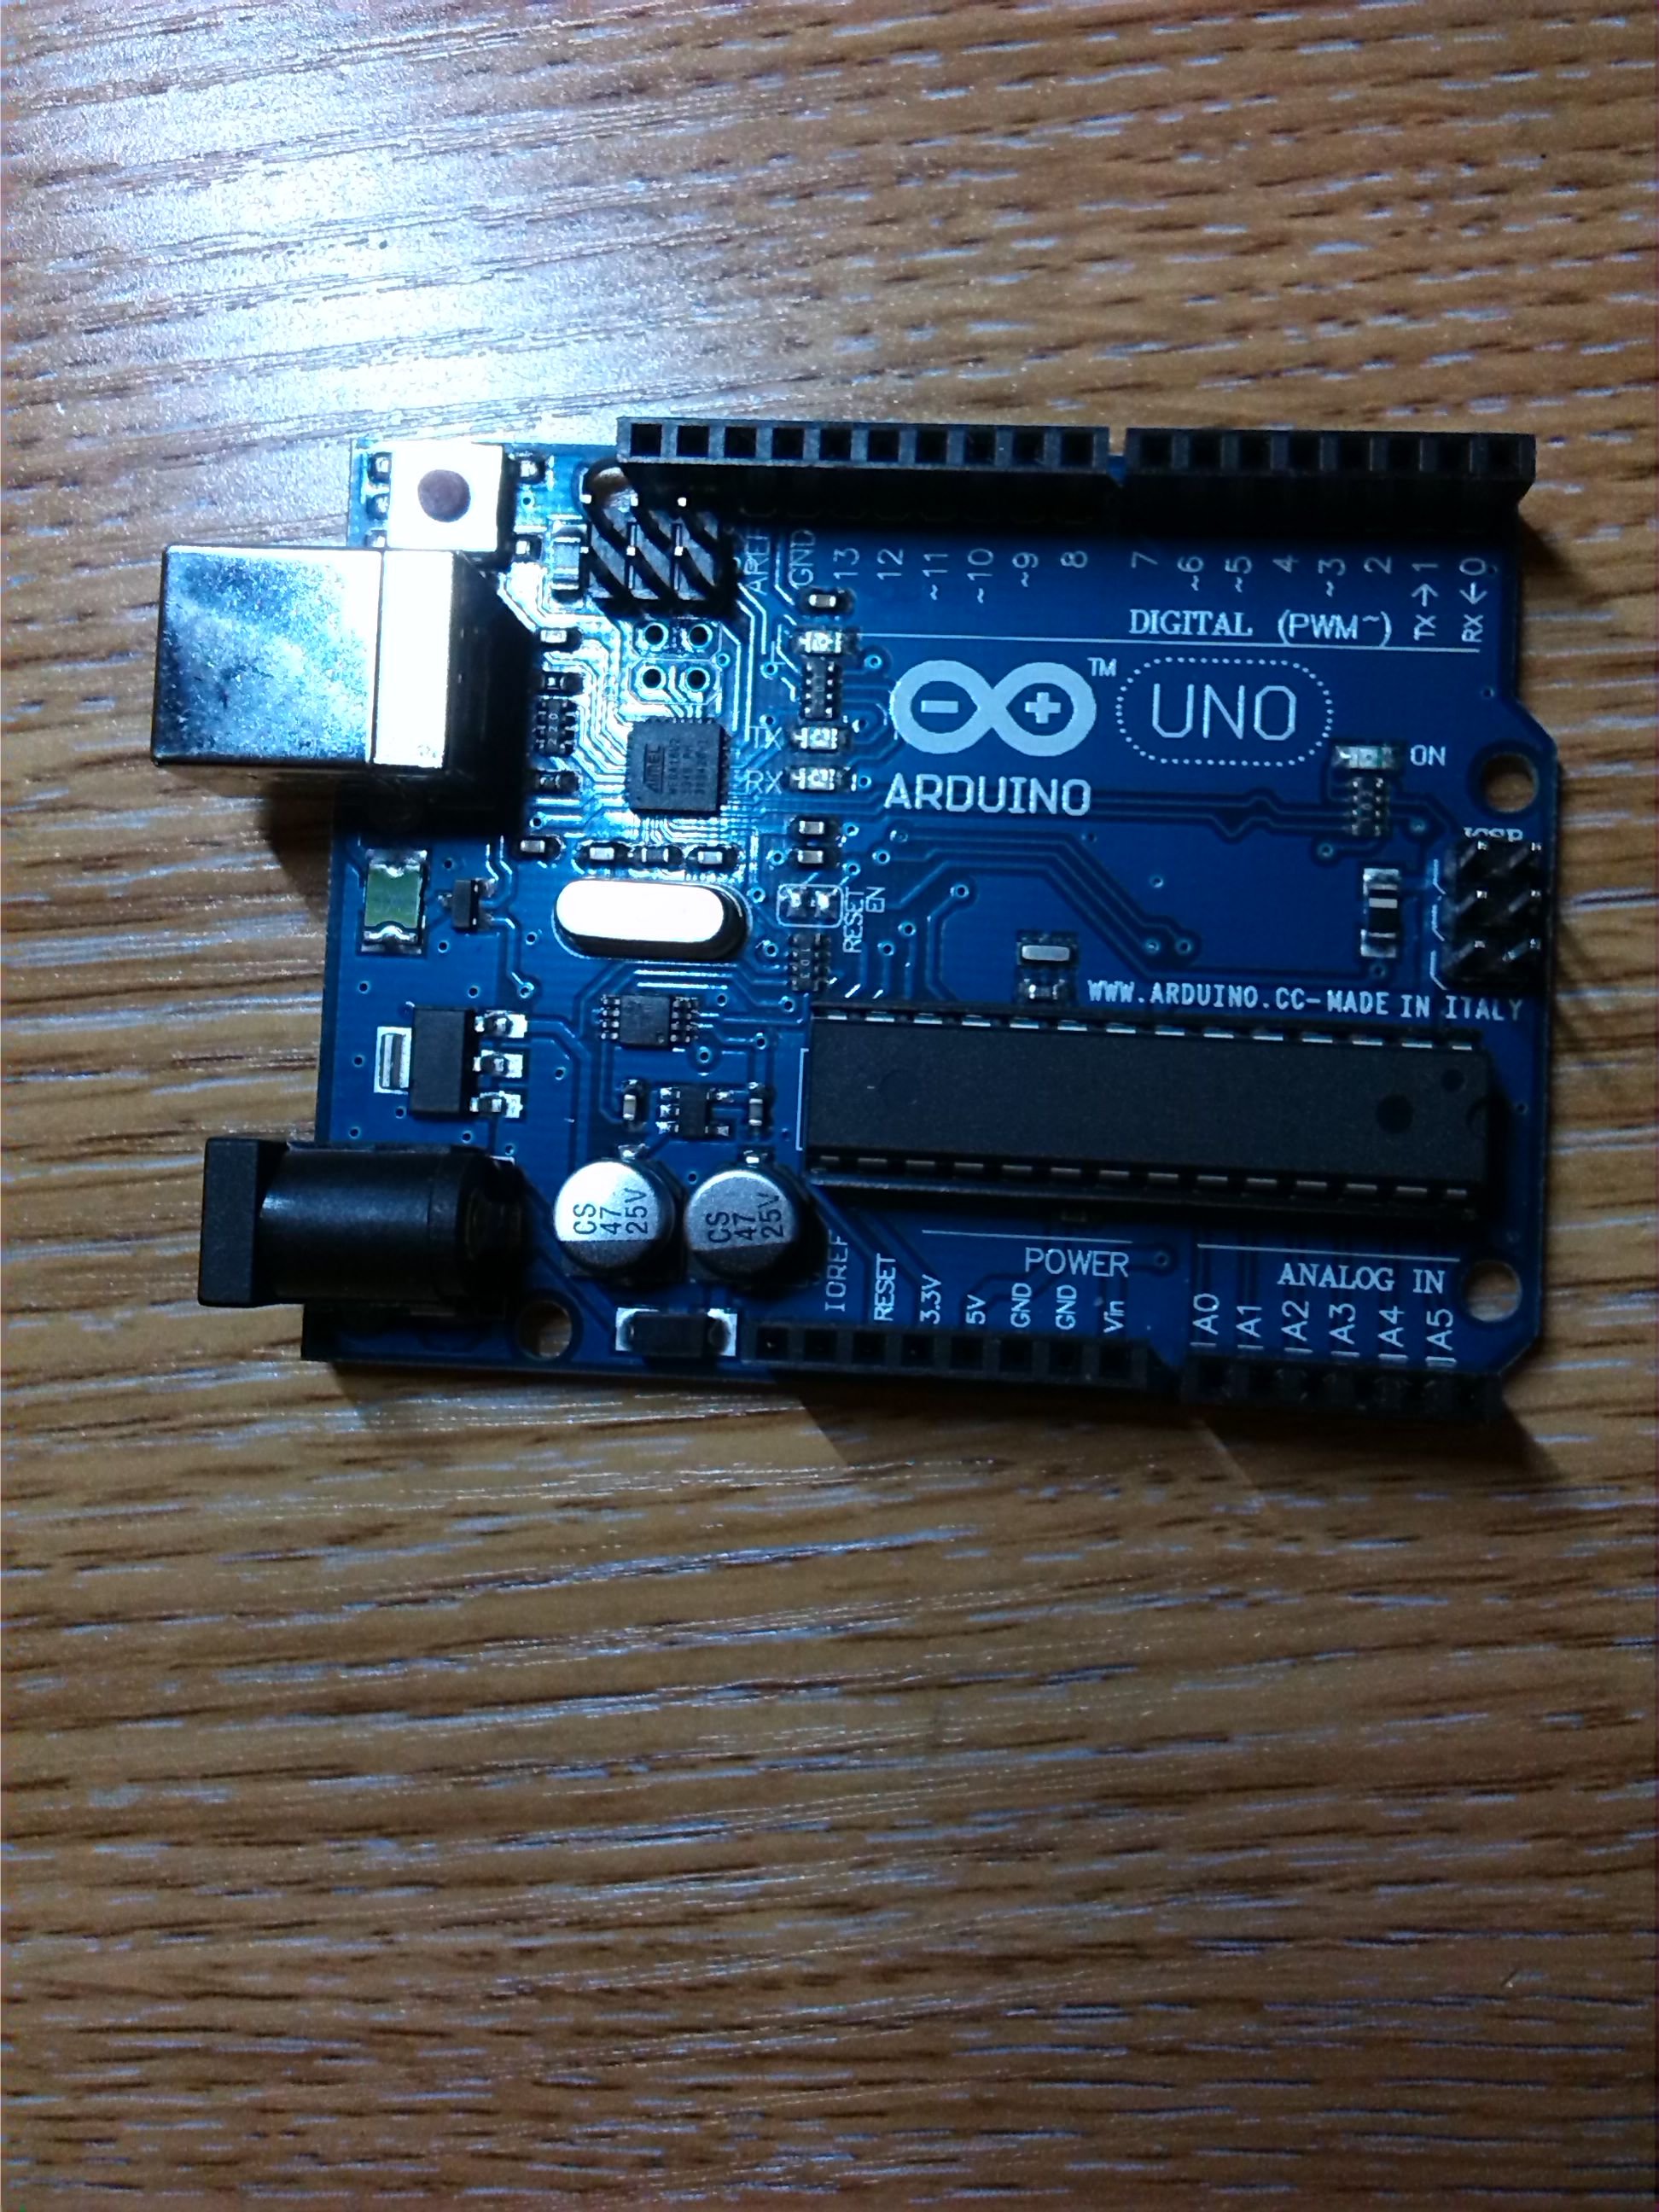 AREF
GND
13
12
~11
~10
~9
8
7
~6
~5
4
~3
2
TX→1
RX←0
DIGITAL (PWM~)
TM
UNO
ARDUINO
TX
RX
ON
ICSP
ATMEL
RESET
EN
WWW.ARDUINO.CC-MADE IN ITALY
CS
47
25V
CS
47
25V
POWER
ANALOG IN
IOREF
RESET
3.3V
5V
GND
GND
Vin
A0
A1
A2
A3
A4
A5